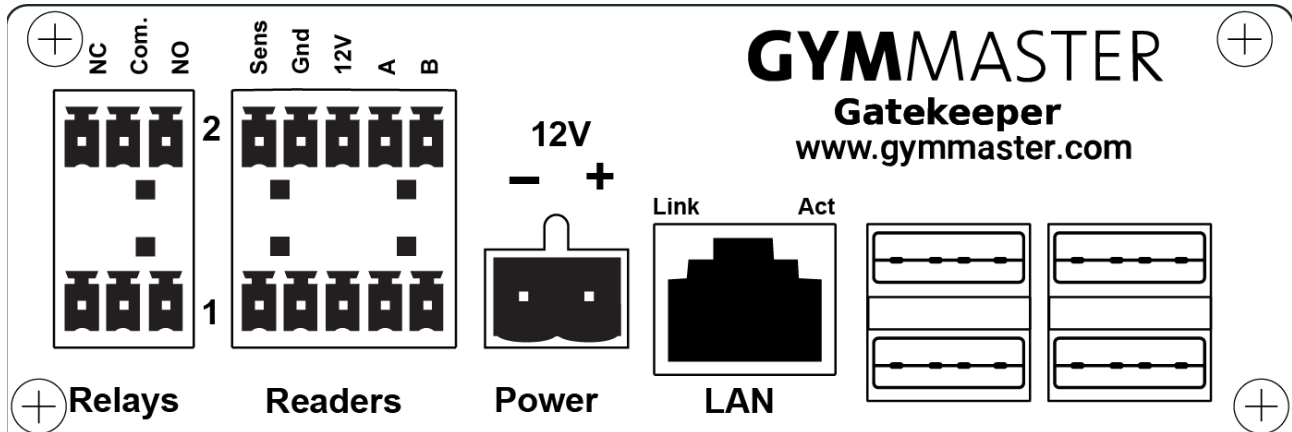 NC Com. NO Sens Gnd 12V A B
GYMMASTER
Gatekeeper
www.gymmaster.com
2
12V
− +
Link Act
1
Relays Readers Power LAN